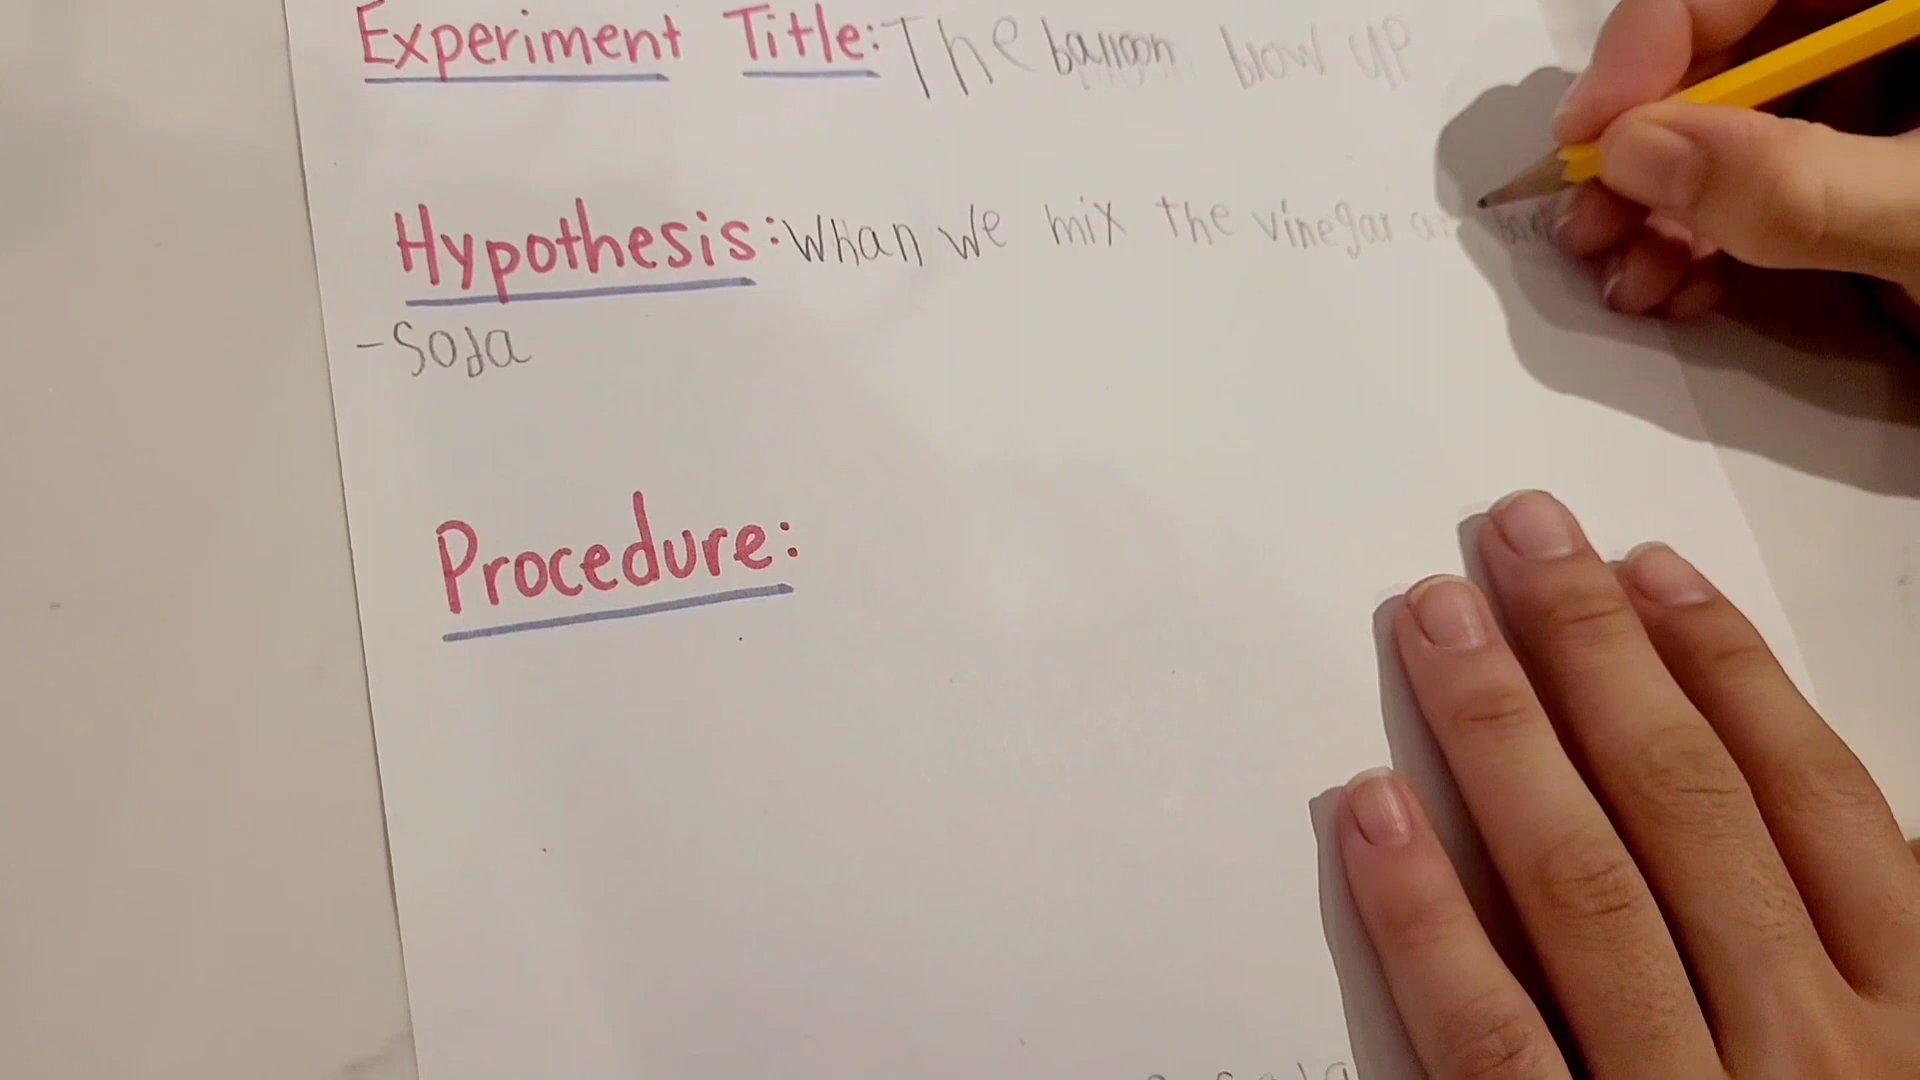 Experiment Title: The balloon blow up
Hypothesis: Whan we mix the vinegar
-Soda
Procedure: